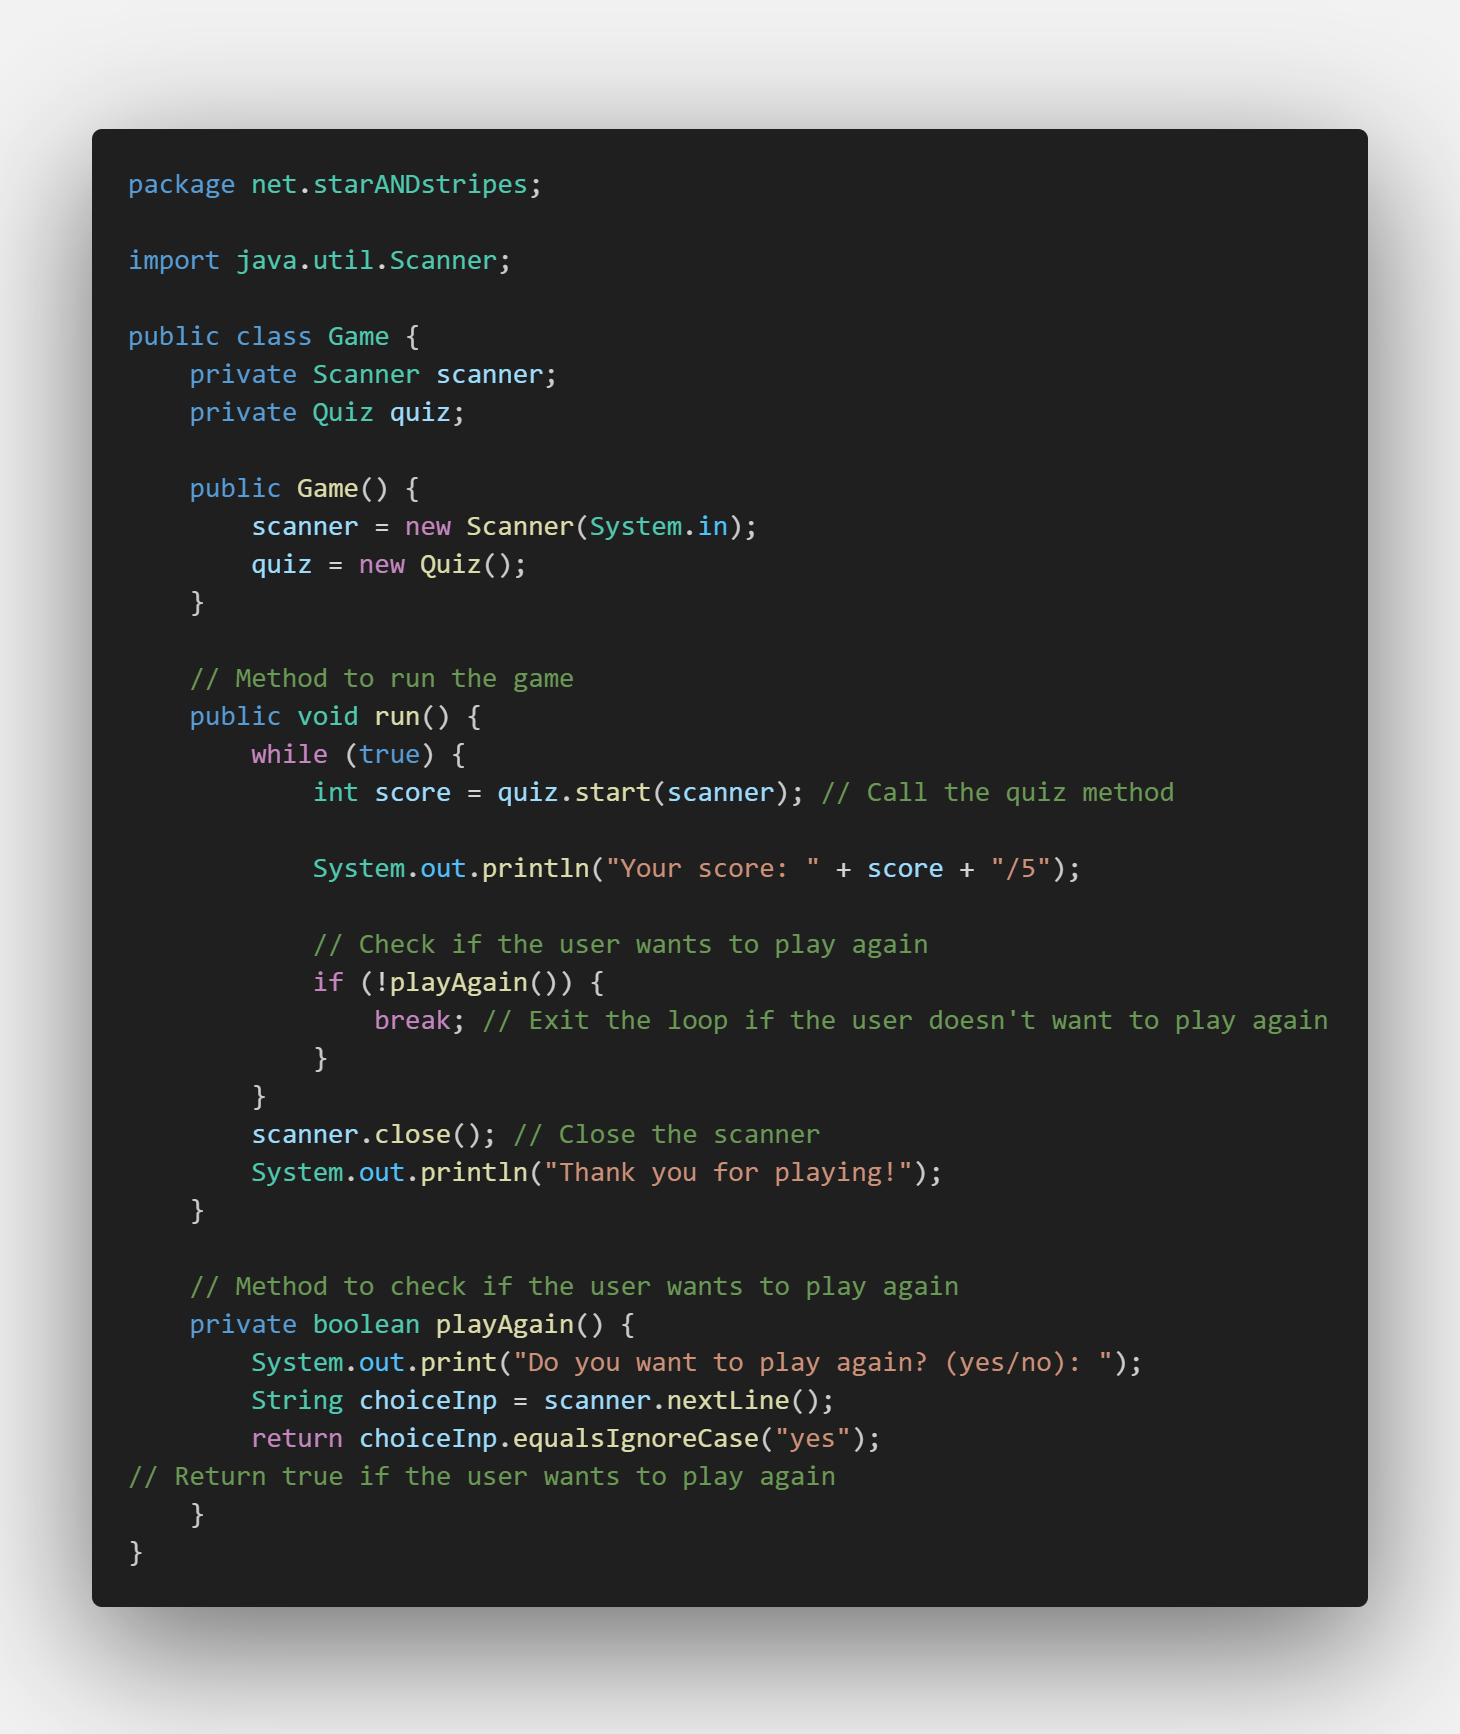 package net.starANDstripes;

import java.util.Scanner;

public class Game {
    private Scanner scanner;
    private Quiz quiz;

    public Game() {
        scanner = new Scanner(System.in);
        quiz = new Quiz();
    }

    // Method to run the game
    public void run() {
        while (true) {
            int score = quiz.start(scanner); // Call the quiz method

            System.out.println("Your score: " + score + "/5");

            // Check if the user wants to play again
            if (!playAgain()) {
                break; // Exit the loop if the user doesn't want to play again
            }
        }
        scanner.close(); // Close the scanner
        System.out.println("Thank you for playing!");
    }

    // Method to check if the user wants to play again
    private boolean playAgain() {
        System.out.print("Do you want to play again? (yes/no): ");
        String choiceInp = scanner.nextLine();
        return choiceInp.equalsIgnoreCase("yes");
// Return true if the user wants to play again
    }
}